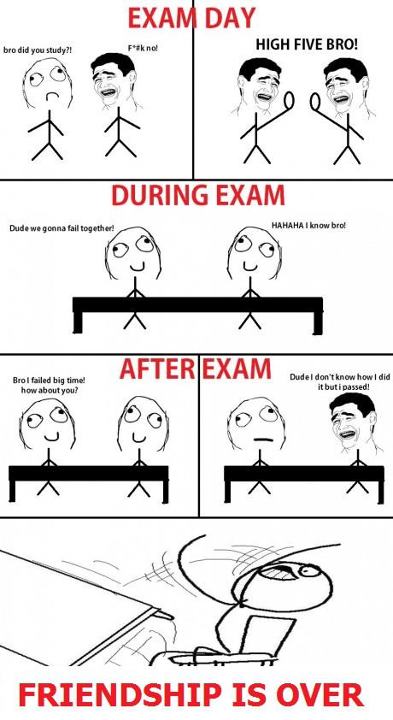 EXAM DAY
bro did you study?!
F*#k no!
HIGH FIVE BRO!
DURING EXAM
Dude we gonna fail together!
HAHAHA I know bro!
AFTER EXAM
Bro I failed big time!
how about you?
Dude I don't know how I did
it but i passed!
FRIENDSHIP IS OVER